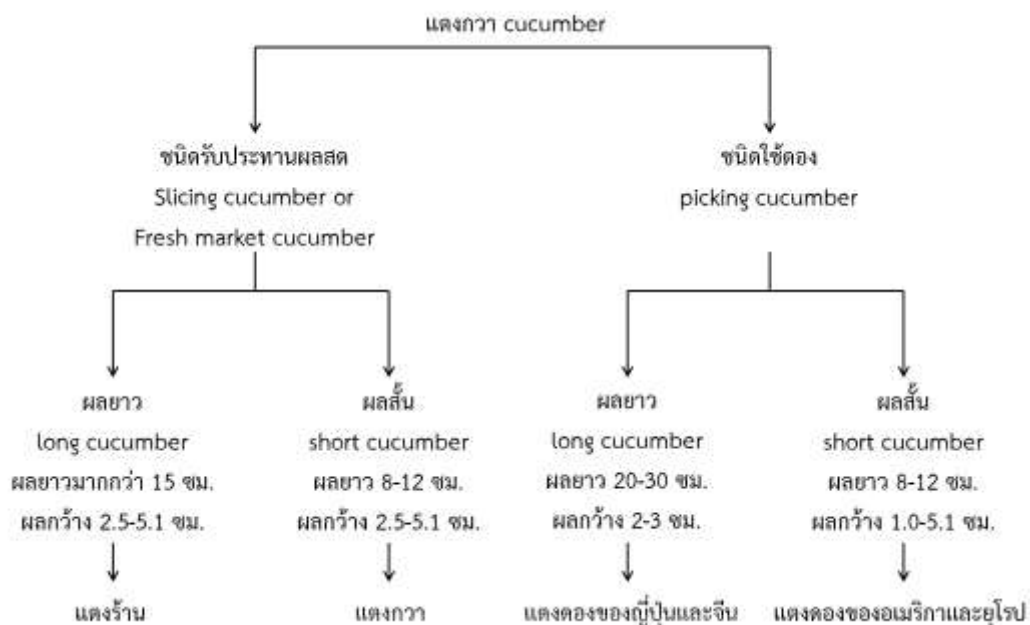 แตงกวา cucumber
ชนิดรับประทานผลสด
Slicing cucumber or
Fresh market cucumber
ชนิดใช้ดอง
picking cucumber
ผลยาว
long cucumber
ผลยาวมากกว่า 15 ซม.
ผลกว้าง 2.5-5.1 ซม.
แตงร้าน
ผลสั้น
short cucumber
ผลยาว 8-12 ซม.
ผลกว้าง 2.5-5.1 ซม.
แตงกวา
ผลยาว
long cucumber
ผลยาว 20-30 ซม.
ผลกว้าง 2-3 ซม.
แตงดองของญี่ปุ่นและจีน
ผลสั้น
short cucumber
ผลยาว 8-12 ซม.
ผลกว้าง 1.0-5.1 ซม.
แตงดองของอเมริกาและยุโรป